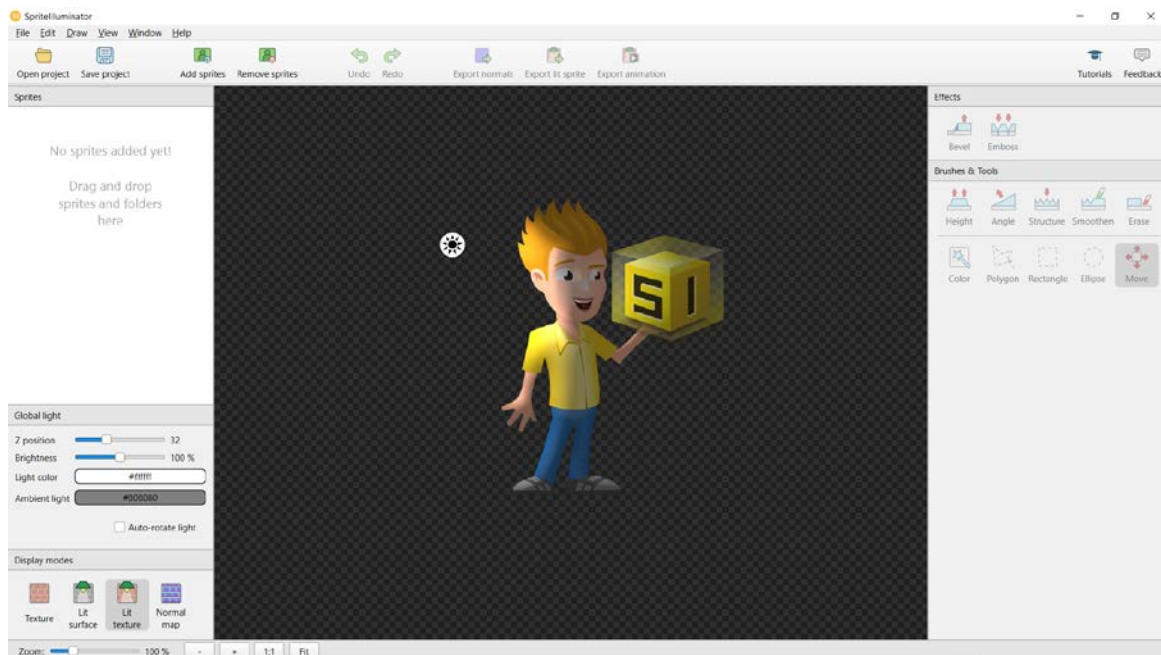 SpriteIlluminator
File Edit Draw View Window Help
Open project Save project Add sprites Remove sprites Undo Redo Export normals Export lit sprite Export animation Tutorials Feedback
Sprites
No sprites added yet!
Drag and drop
sprites and folders
here
Global light
Z position 32
Brightness 100 %
Light color #ffffff
Ambient light #808080
Auto-rotate light
Display modes
Texture
Lit
surface
Lit
texture
Normal
map
Zoom: 100 % - + 1:1 Fit
SI
Effects
Bevel Emboss
Brushes & Tools
Height Angle Structure Smoothen Erase
Color Polygon Rectangle Ellipse Move